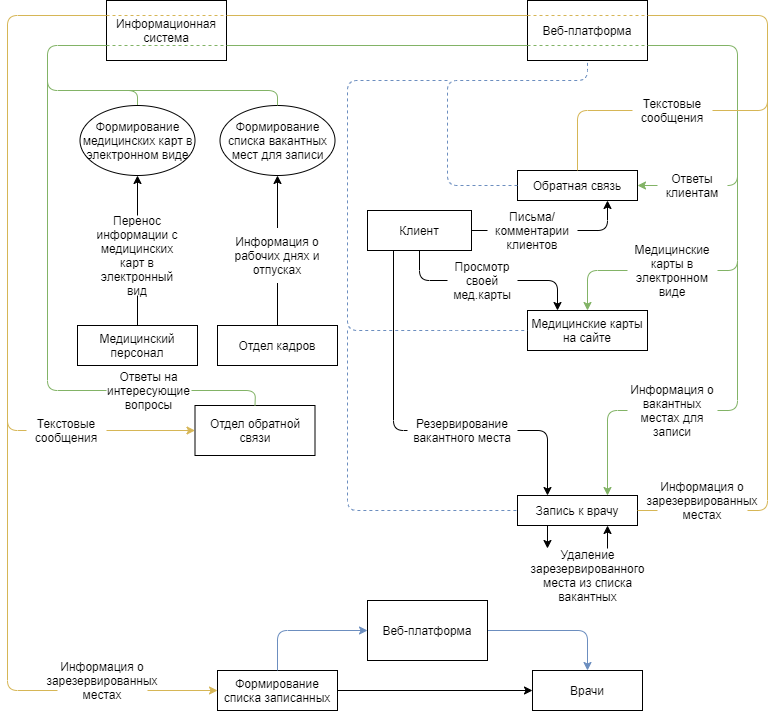 Информационная
система
Веб-платформа
Формирование
медицинских карт в
электронном виде
Формирование
списка вакантных
мест для записи
Текстовые
сообщения
Обратная связь
Ответы
клиентам
Перенос
информации с
медицинских
карт в
электронный
вид
Информация о
рабочих днях и
отпусках
Клиент
Письма/
комментарии
клиентов
Просмотр
своей
мед.карты
Медицинские
карты в
электронном
виде
Медицинский
персонал
Отдел кадров
Медицинские карты
на сайте
Ответы на
интересующие
вопросы
Текстовые
сообщения
Отдел обратной
связи
Резервирование
вакантного места
Информация о
вакантных
местах для
записи
Запись к врачу
Информация о
зарезервированных
местах
Удаление
зарезервированного
места из списка
вакантных
Веб-платформа
Информация о
зарезервированных
местах
Формирование
списка записанных
Врачи